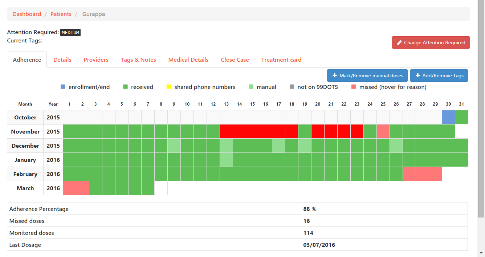 Dashboard / Patients / Gurappa
Attention Required: MEDIUM
Current Tags:
Change Attention Required
Adherence Details Providers Tags & Notes Medical Details Close Case Treatment card
+ Mark/Remove manual doses + Add/Remove Tags
enrollment/end received shared phone numbers manual not on 99DOTS missed (hover for reason)
Month Year 1 2 3 4 5 6 7 8 9 10 11 12 13 14 15 16 17 18 19 20 21 22 23 24 25 26 27 28 29 30 31
October 2015
November 2015
December 2015
January 2016
February 2016
March 2016
Adherence Percentage 86 %
Missed doses 16
Monitored doses 114
Last Dosage 03/07/2016